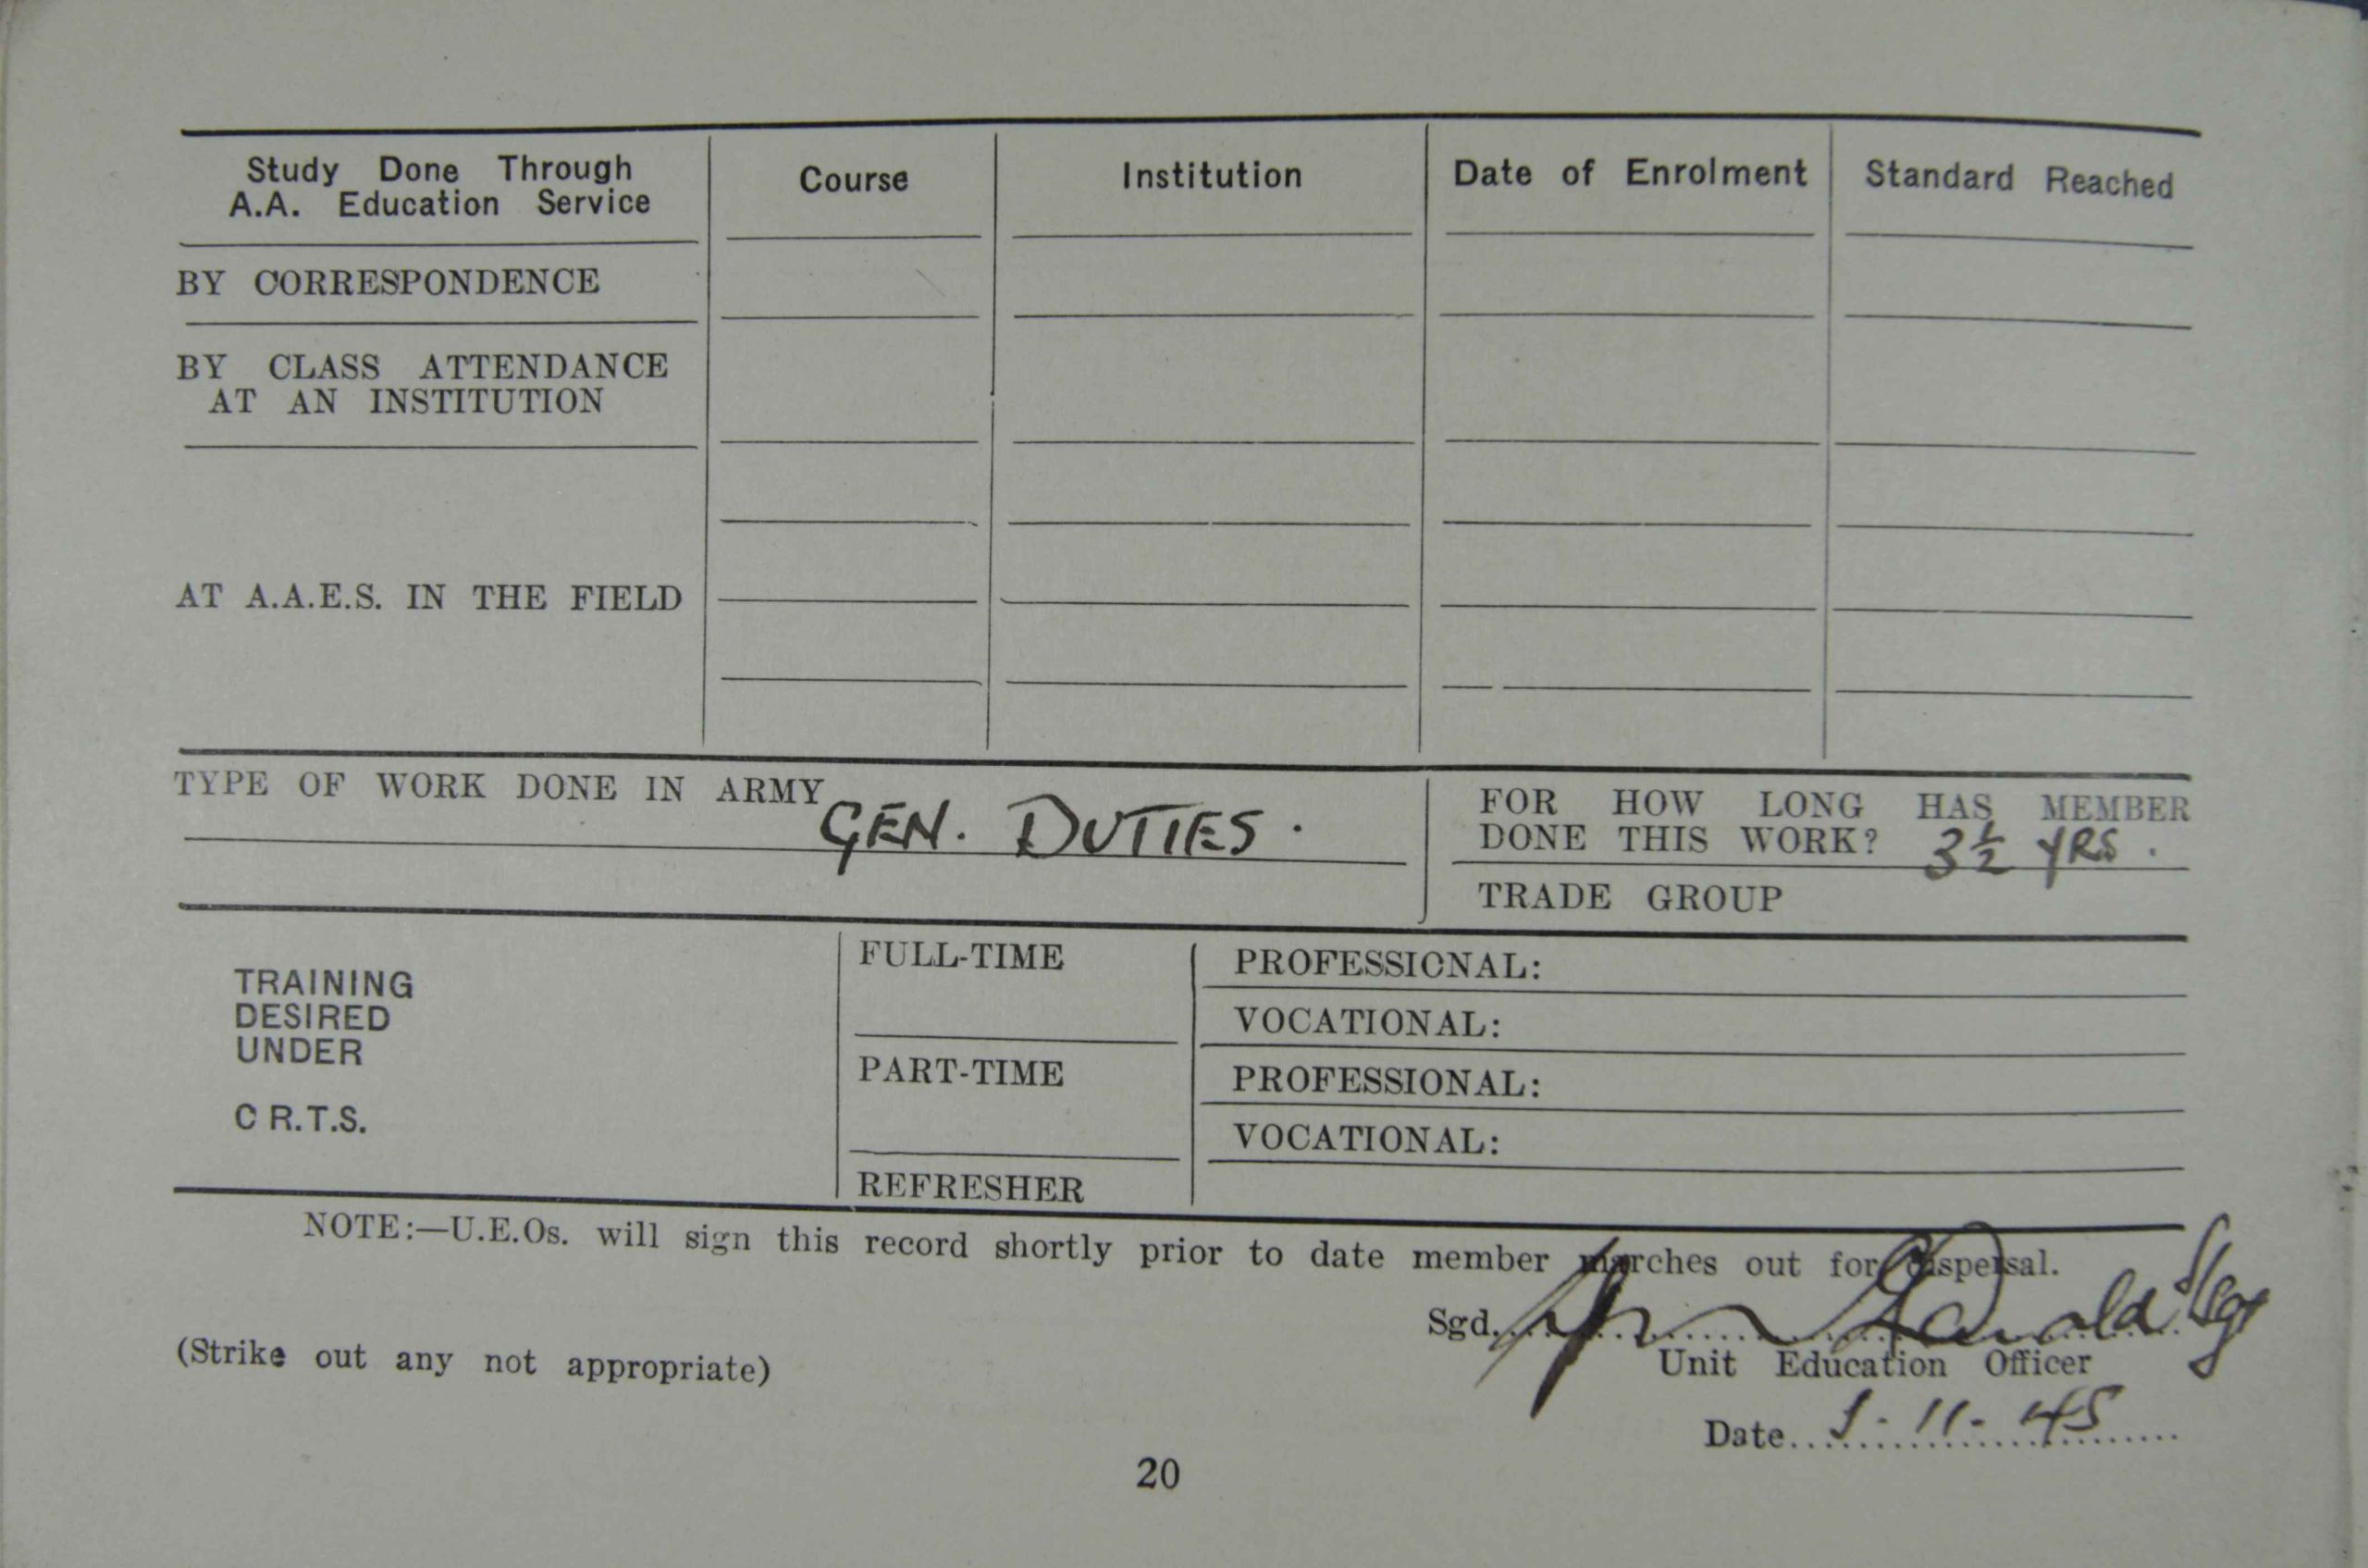 Study Done Through
A.A. Education Service
Course
Institution
Date of Enrolment
Standard Reached
BY CORRESPONDENCE
BY CLASS ATTENDANCE
AT AN INSTITUTION
AT A.A.E.S. IN THE FIELD
TYPE OF WORK DONE IN ARMY
GEN. DUTIES.
FOR HOW LONG HAS MEMBER
DONE THIS WORK? 3½ YRS.
TRADE GROUP
TRAINING
DESIRED
UNDER
C R.T.S.
FULL-TIME
PROFESSIONAL:
VOCATIONAL:
PART-TIME
PROFESSIONAL:
VOCATIONAL:
REFRESHER
NOTE:—U.E.Os. will sign this record shortly prior to date member marches out for dispersal.
Sgd.
Unit Education Officer
(Strike out any not appropriate)
Date 1-11-45
20